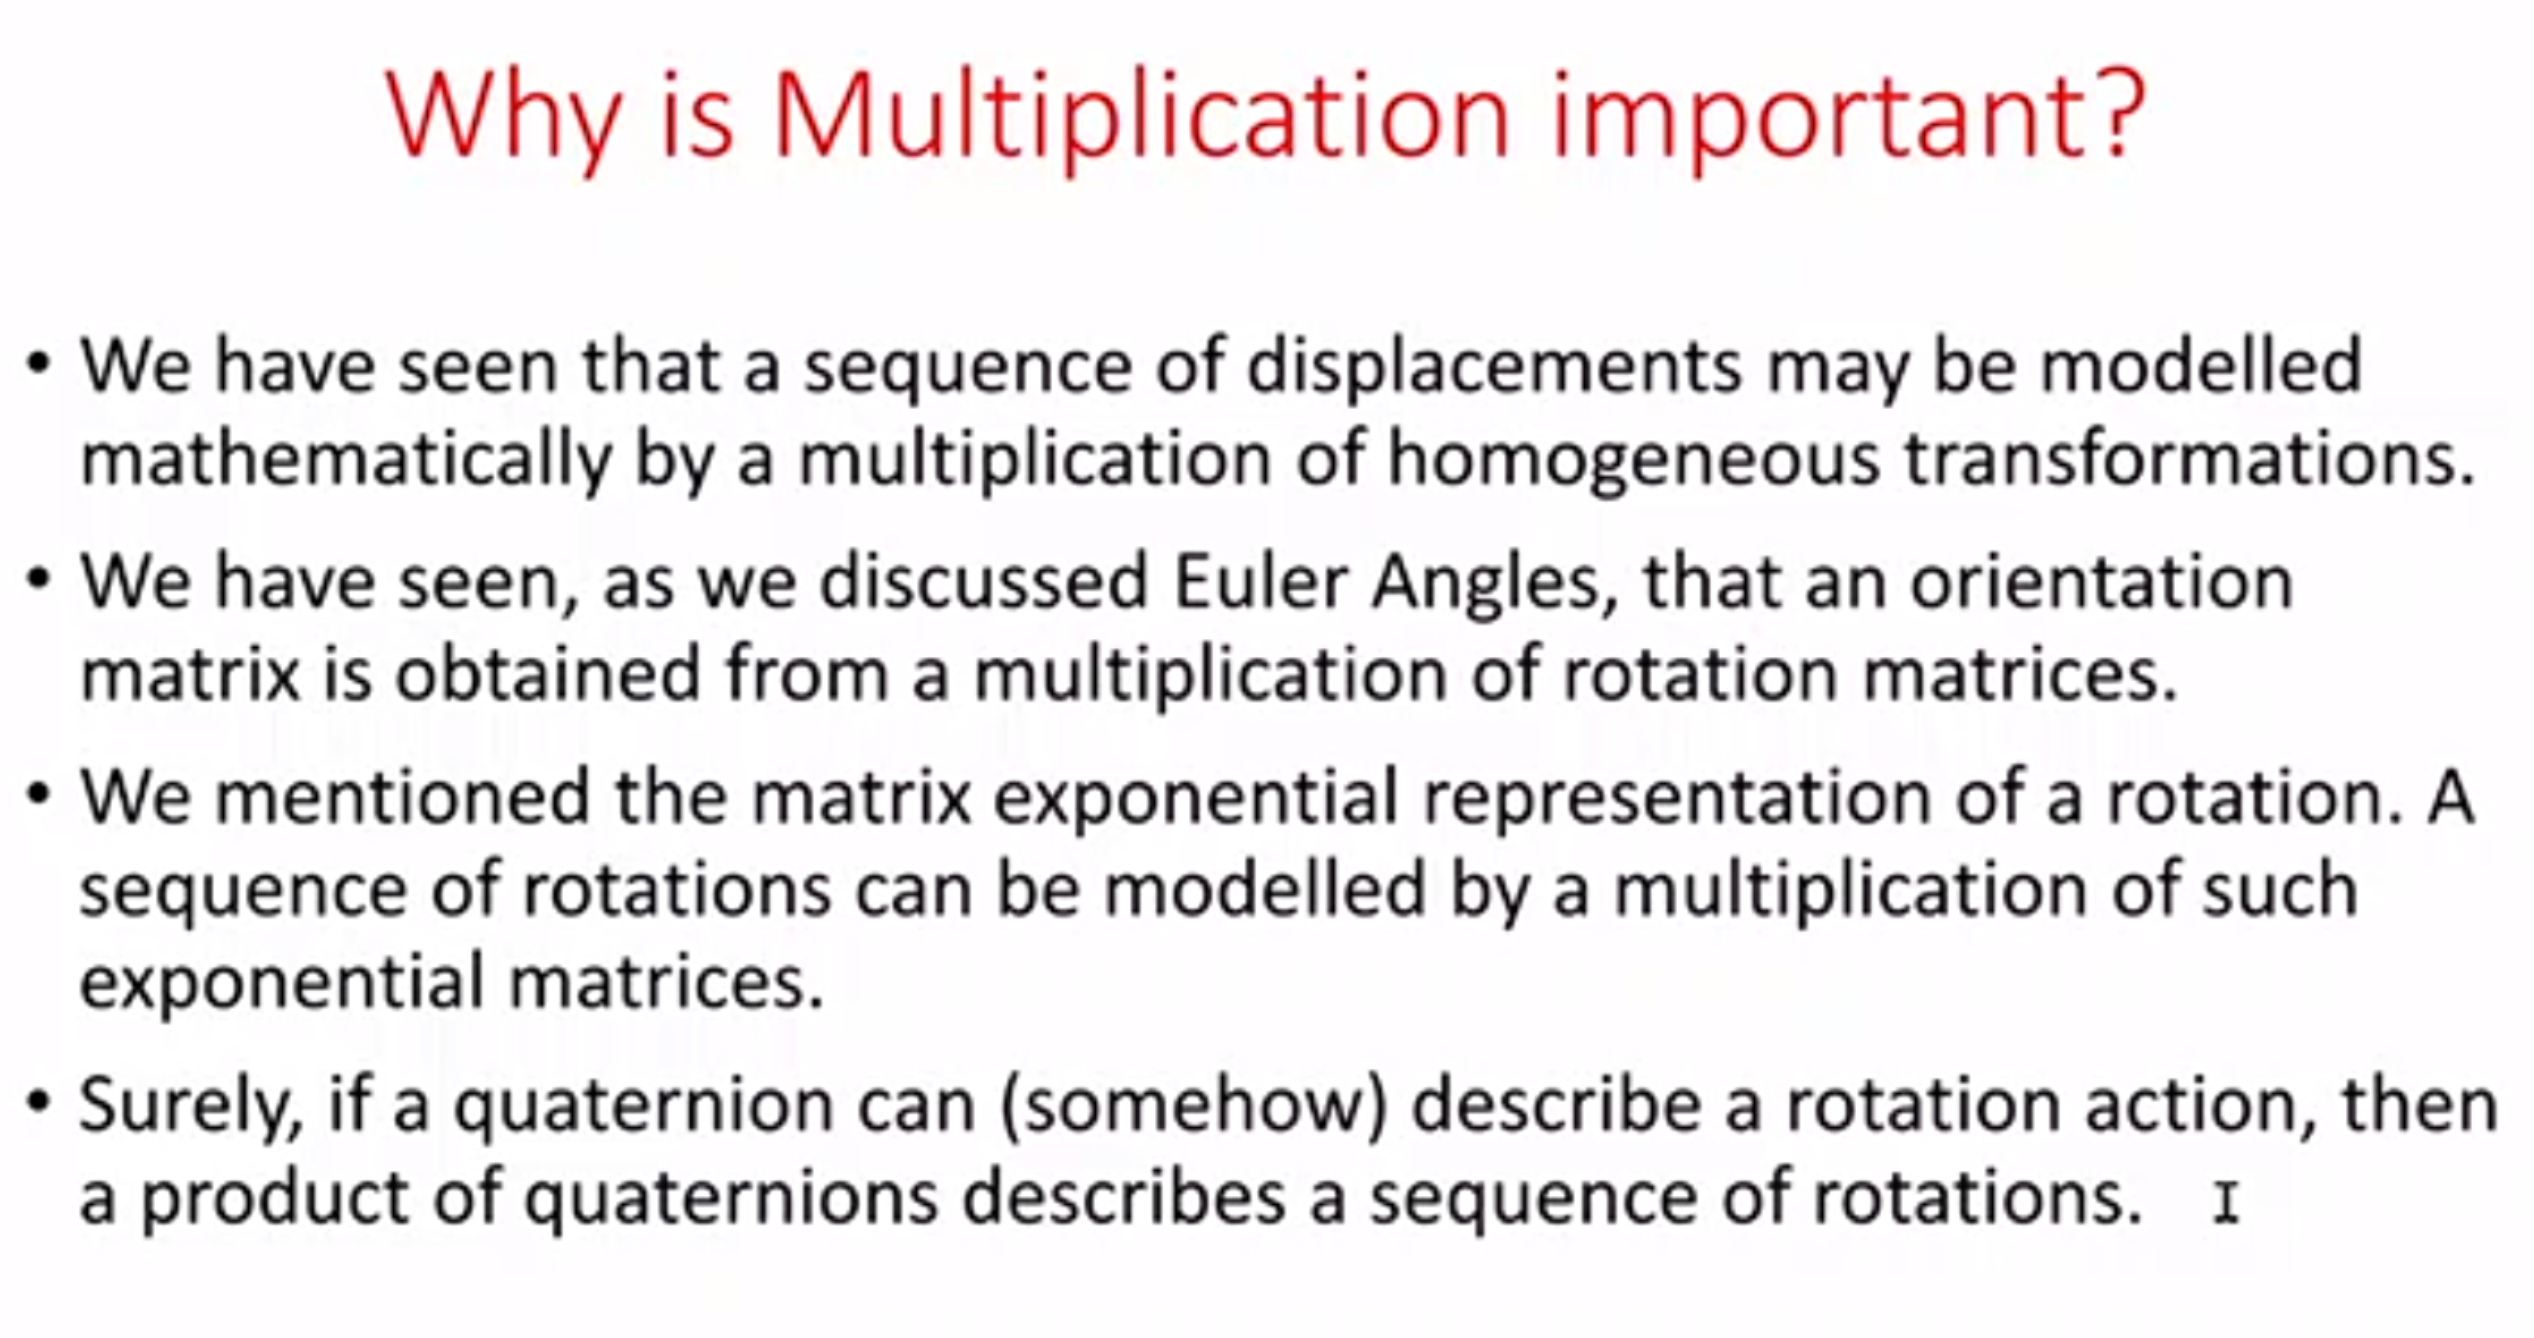 Why is Multiplication important?
• We have seen that a sequence of displacements may be modelled
mathematically by a multiplication of homogeneous transformations.
• We have seen, as we discussed Euler Angles, that an orientation
matrix is obtained from a multiplication of rotation matrices.
• We mentioned the matrix exponential representation of a rotation. A
sequence of rotations can be modelled by a multiplication of such
exponential matrices.
• Surely, if a quaternion can (somehow) describe a rotation action, then
a product of quaternions describes a sequence of rotations.